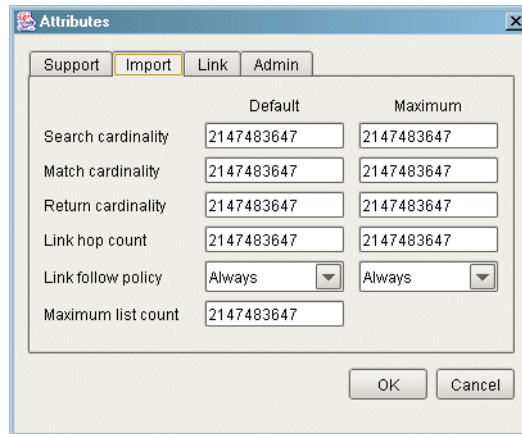 Attributes
Support Import Link Admin
Default Maximum
Search cardinality 2147483647 2147483647
Match cardinality 2147483647 2147483647
Return cardinality 2147483647 2147483647
Link hop count 2147483647 2147483647
Link follow policy Always Always
Maximum list count 2147483647
OK Cancel